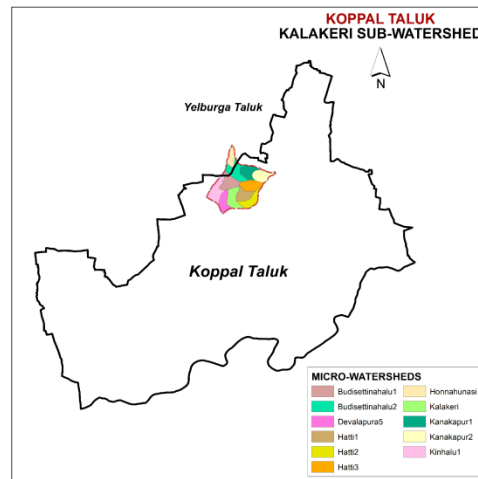 KOPPAL TALUK
KALAKERI SUB-WATERSHED
N
Yelburga Taluk
Koppal Taluk
MICRO-WATERSHEDS
Budisettinahalu1
Budisettinahalu2
Devalapura5
Hatti1
Hatti2
Hatti3
Honnahunasi
Kalakeri
Kanakapur1
Kanakapur2
Kinhalu1